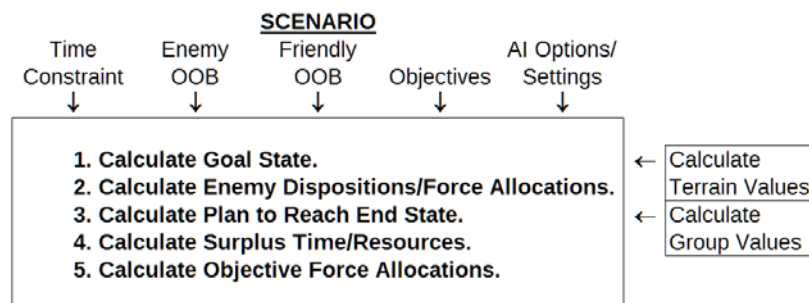 SCENARIO
Time Enemy Friendly AI Options/
Constraint OOB OOB Objectives Settings
↓ ↓ ↓ ↓ ↓
1. Calculate Goal State. ← Calculate
2. Calculate Enemy Dispositions/Force Allocations. Terrain Values
3. Calculate Plan to Reach End State. ← Calculate
4. Calculate Surplus Time/Resources. Group Values
5. Calculate Objective Force Allocations.